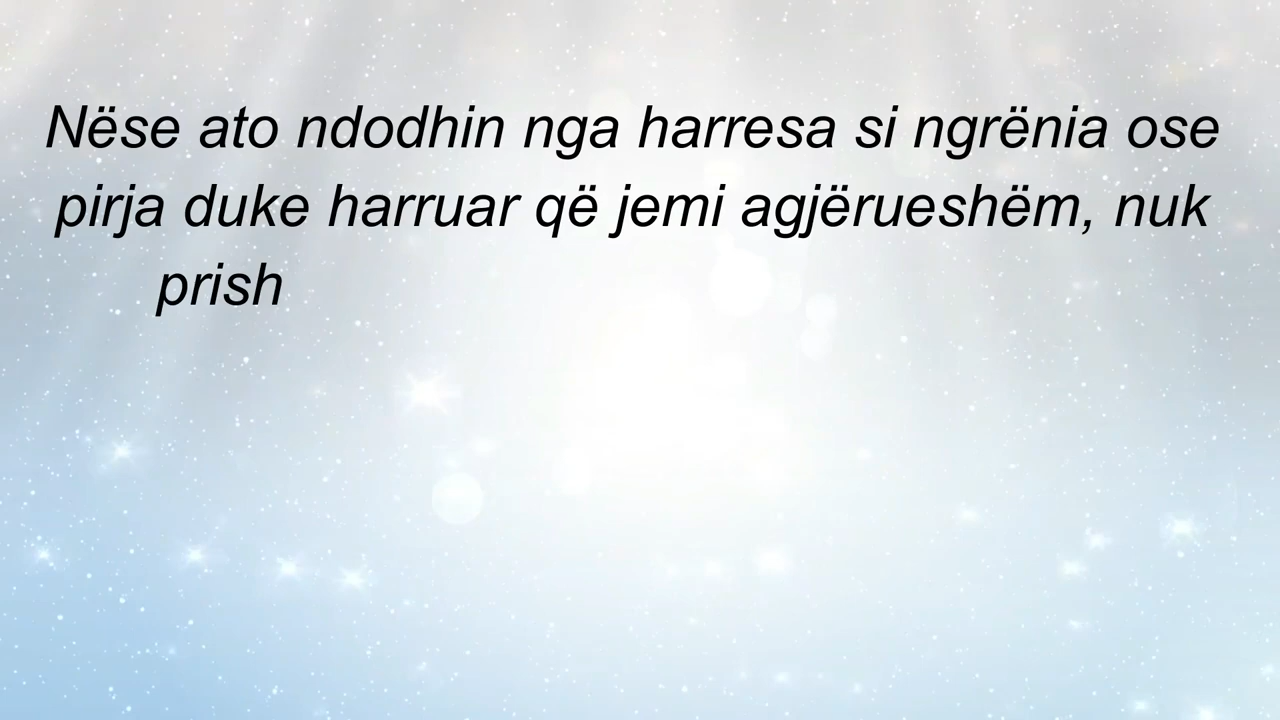 Nëse ato ndodhin nga harresa si ngrënia ose
pirja duke harruar që jemi agjërueshëm, nuk
prish